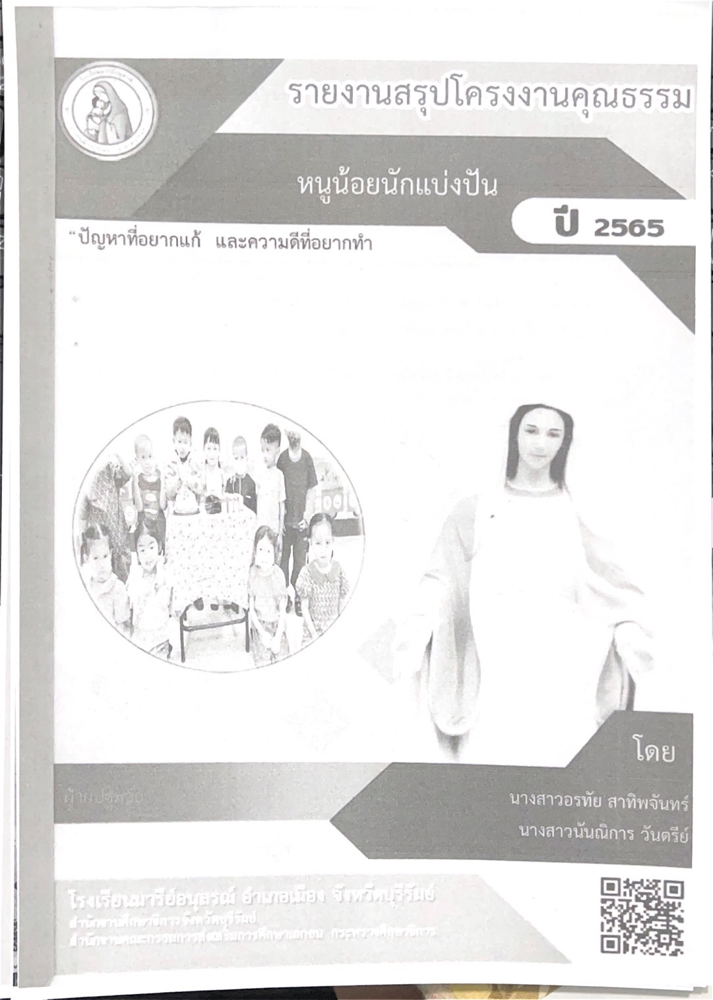 รายงานสรุปโครงงานคุณธรรม
หนูน้อยนักแบ่งปัน
ปี 2565
“ปัญหาที่อยากแก้ และความดีที่อยากทำ
โดย
นางสาวอรทัย สาทิพจันทร์
นางสาวนันณิการ วันตรีย์
โรงเรียนมารีย์อนุสรณ์ อำเภอเมือง จังหวัดบุรีรัมย์
สำนักงานศึกษาธิการจังหวัดบุรีรัมย์
สำนักงานคณะกรรมการส่งเสริมการศึกษาเอกชน กระทรวงศึกษาธิการ